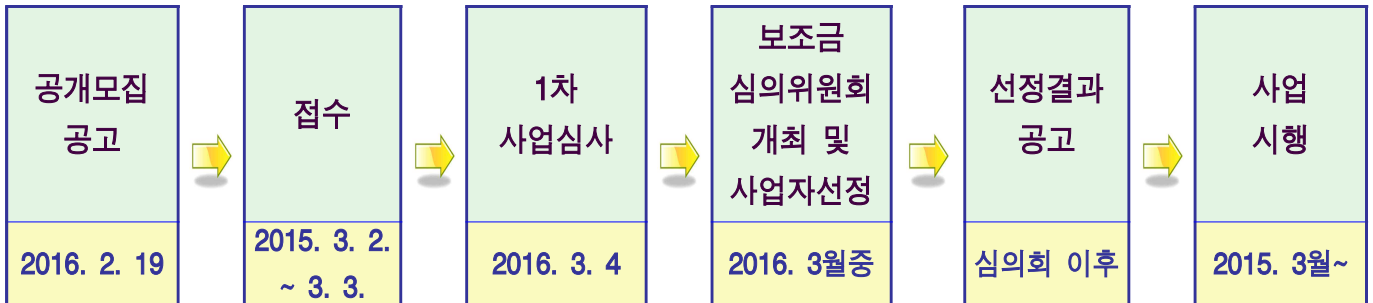 공개모집
공고
2016. 2. 19
접수
2015. 3. 2.
~ 3. 3.
1차
사업심사
2016. 3. 4
보조금
심의위원회
개최 및
사업자선정
2016. 3월중
선정결과
공고
심의회 이후
사업
시행
2015. 3월~